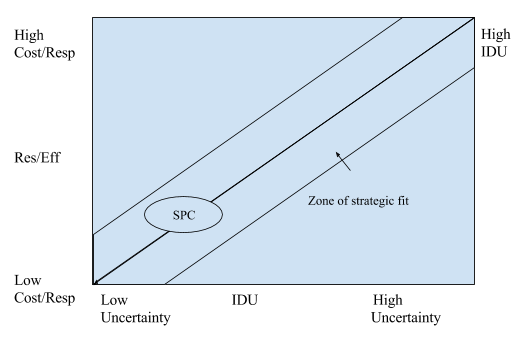 High
Cost/Resp
High
IDU
Res/Eff
Zone of strategic fit
SPC
Low
Cost/Resp
Low
Uncertainty
IDU
High
Uncertainty